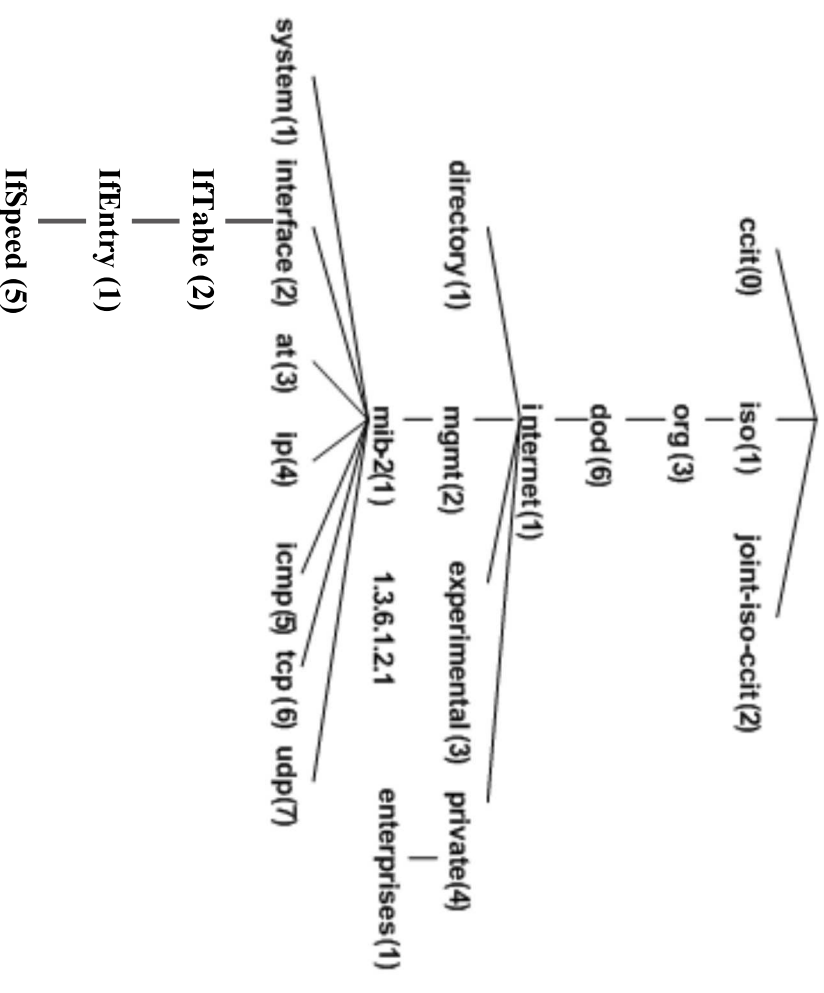 ccit(0) iso(1) joint-iso-ccit(2)
org(3)
dod(6)
internet(1)
directory(1) mgmt(2) experimental(3) private(4)
mib-2(1) 1.3.6.1.2.1 enterprises(1)
system(1) interface(2) at(3) ip(4) icmp(5) tcp(6) udp(7)
IfTable (2)
IfEntry (1)
IfSpeed (5)